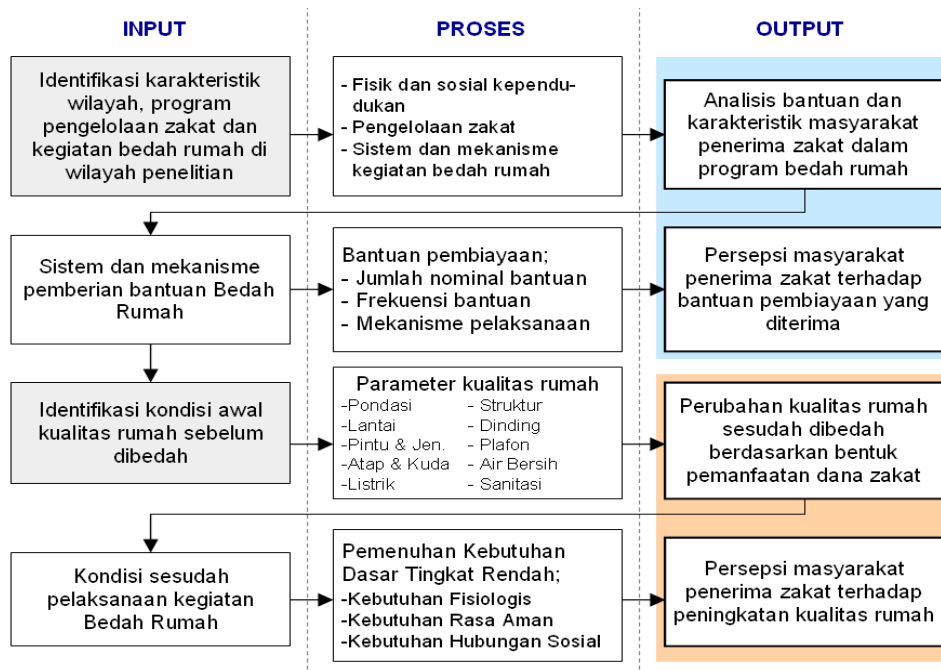 INPUT
PROSES
OUTPUT
Identifikasi karakteristik
wilayah, program
pengelolaan zakat dan
kegiatan bedah rumah di
wilayah penelitian
- Fisik dan sosial kependu-
dukan
- Pengelolaan zakat
- Sistem dan mekanisme
kegiatan bedah rumah
Analisis bantuan dan
karakteristik masyarakat
penerima zakat dalam
program bedah rumah
Sistem dan mekanisme
pemberian bantuan Bedah
Rumah
Bantuan pembiayaan;
- Jumlah nominal bantuan
- Frekuensi bantuan
- Mekanisme pelaksanaan
Persepsi masyarakat
penerima zakat terhadap
bantuan pembiayaan yang
diterima
Identifikasi kondisi awal
kualitas rumah sebelum
dibedah
Parameter kualitas rumah
-Pondasi - Struktur
-Lantai - Dinding
-Pintu & Jen. - Plafon
-Atap & Kuda - Air Bersih
-Listrik - Sanitasi
Perubahan kualitas rumah
sesudah dibedah
berdasarkan bentuk
pemanfaatan dana zakat
Kondisi sesudah
pelaksanaan kegiatan
Bedah Rumah
Pemenuhan Kebutuhan
Dasar Tingkat Rendah;
-Kebutuhan Fisiologis
-Kebutuhan Rasa Aman
-Kebutuhan Hubungan Sosial
Persepsi masyarakat
penerima zakat terhadap
peningkatan kualitas rumah